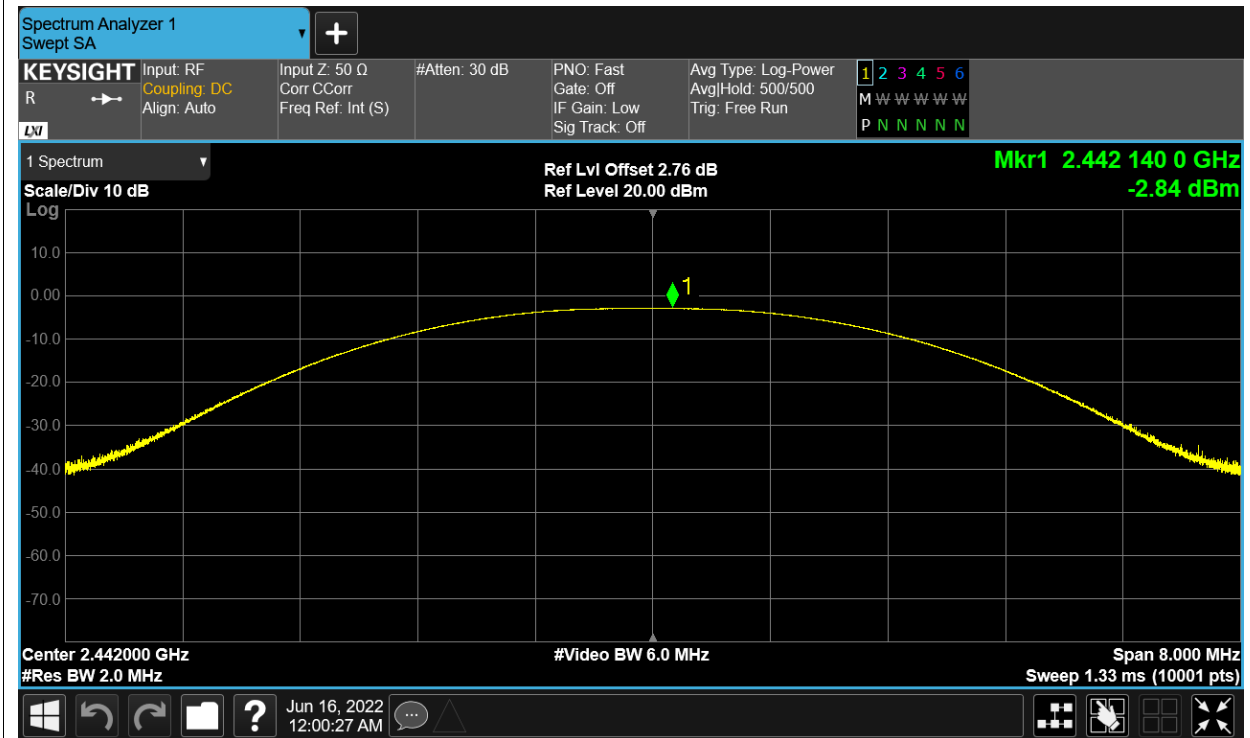 Spectrum Analyzer 1
Swept SA
KEYSIGHT
R
LXI
Input: RF
Coupling: DC
Align: Auto
Input Z: 50 Ω
Corr CCorr
Freq Ref: Int (S)
#Atten: 30 dB
PNO: Fast
Gate: Off
IF Gain: Low
Sig Track: Off
Avg Type: Log-Power
Avg|Hold: 500/500
Trig: Free Run
1 2 3 4 5 6
M W W W W W
P N N N N N
1 Spectrum
Scale/Div 10 dB
Log
Ref Lvl Offset 2.76 dB
Ref Level 20.00 dBm
Mkr1 2.442 140 0 GHz
-2.84 dBm
10.0
0.00
-10.0
-20.0
-30.0
-40.0
-50.0
-60.0
-70.0
1
Center 2.442000 GHz
#Res BW 2.0 MHz
#Video BW 6.0 MHz
Span 8.000 MHz
Sweep 1.33 ms (10001 pts)
?
Jun 16, 2022
12:00:27 AM